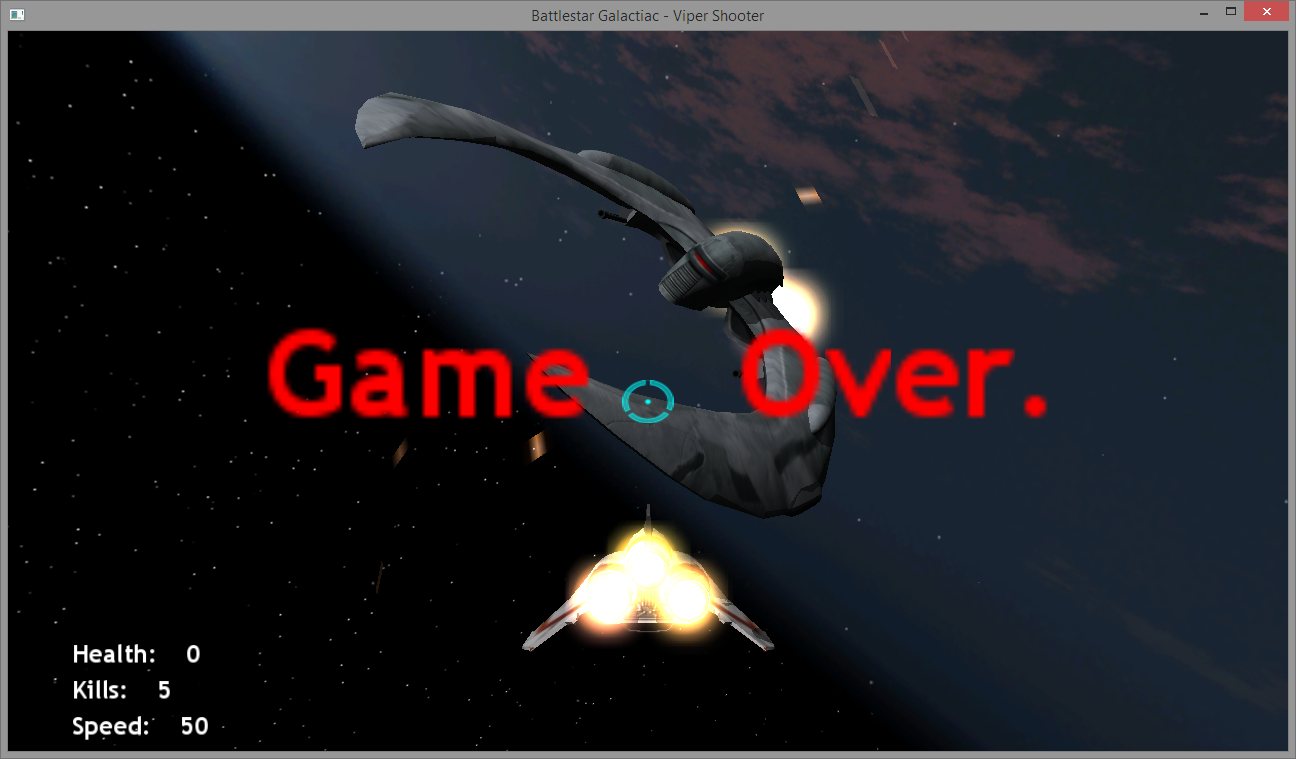 Battlestar Galactiac - Viper Shooter
Game Over.
Health: 0
Kills: 5
Speed: 50